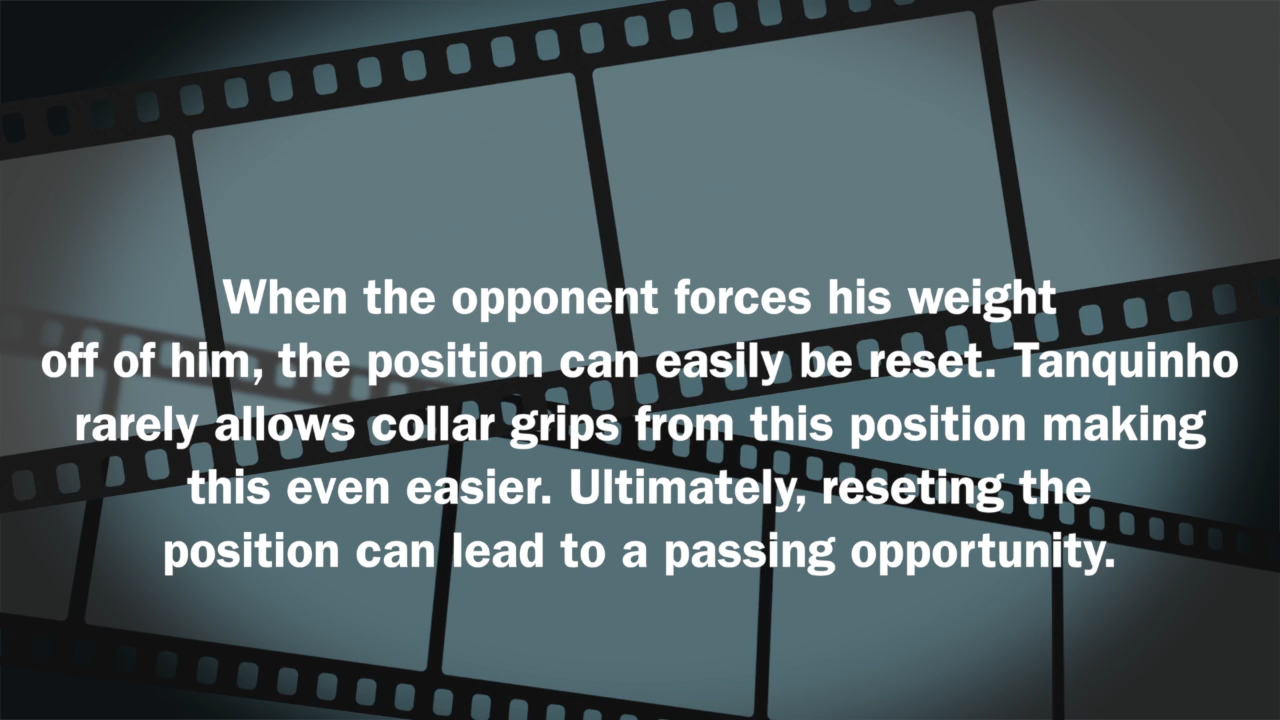 When the opponent forces his weight
off of him, the position can easily be reset. Tanquinho
rarely allows collar grips from this position making
this even easier. Ultimately, reseting the
position can lead to a passing opportunity.